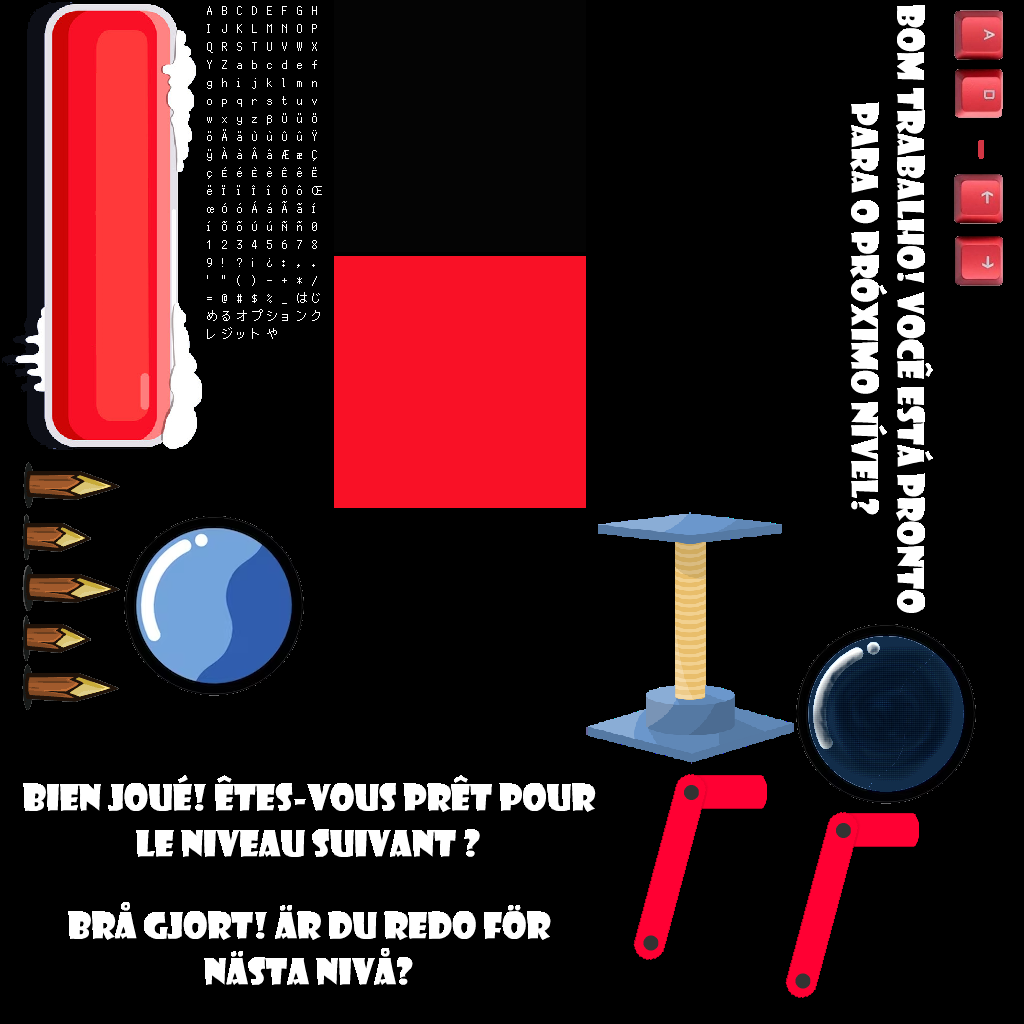 A B C D E F G H
I J K L M N O P
Q R S T U V W X
Y Z a b c d e f
g h i j k l m n
o p q r s t u v
w x y z ß Ü ü Ö
ö Ä ä Ù ù Û û Ÿ
ÿ À à Â â Æ æ Ç
ç É é È è Ê ê Ë
ë Ï ï Î î Ô ô Œ
œ Ó ó Á á Ã ã Í
í Õ õ Ú ú Ñ ñ 0
1 2 3 4 5 6 7 8
9 ! ? ¡ ¿ : , .
' " ( ) - + * /
= @ # $ % _ は じ
め る オ プ シ ョ ン ク
レ ジ ッ ト や
BOM TRABALHO! VOCÊ ESTÁ PRONTO
PARA O PRÓXIMO NÍVEL?
A D - ← →
BIEN JOUÉ! ÊTES-VOUS PRÊT POUR
LE NIVEAU SUIVANT ?
BRÅ GJORT! ÄR DU REDO FÖR
NÄSTA NIVÅ?